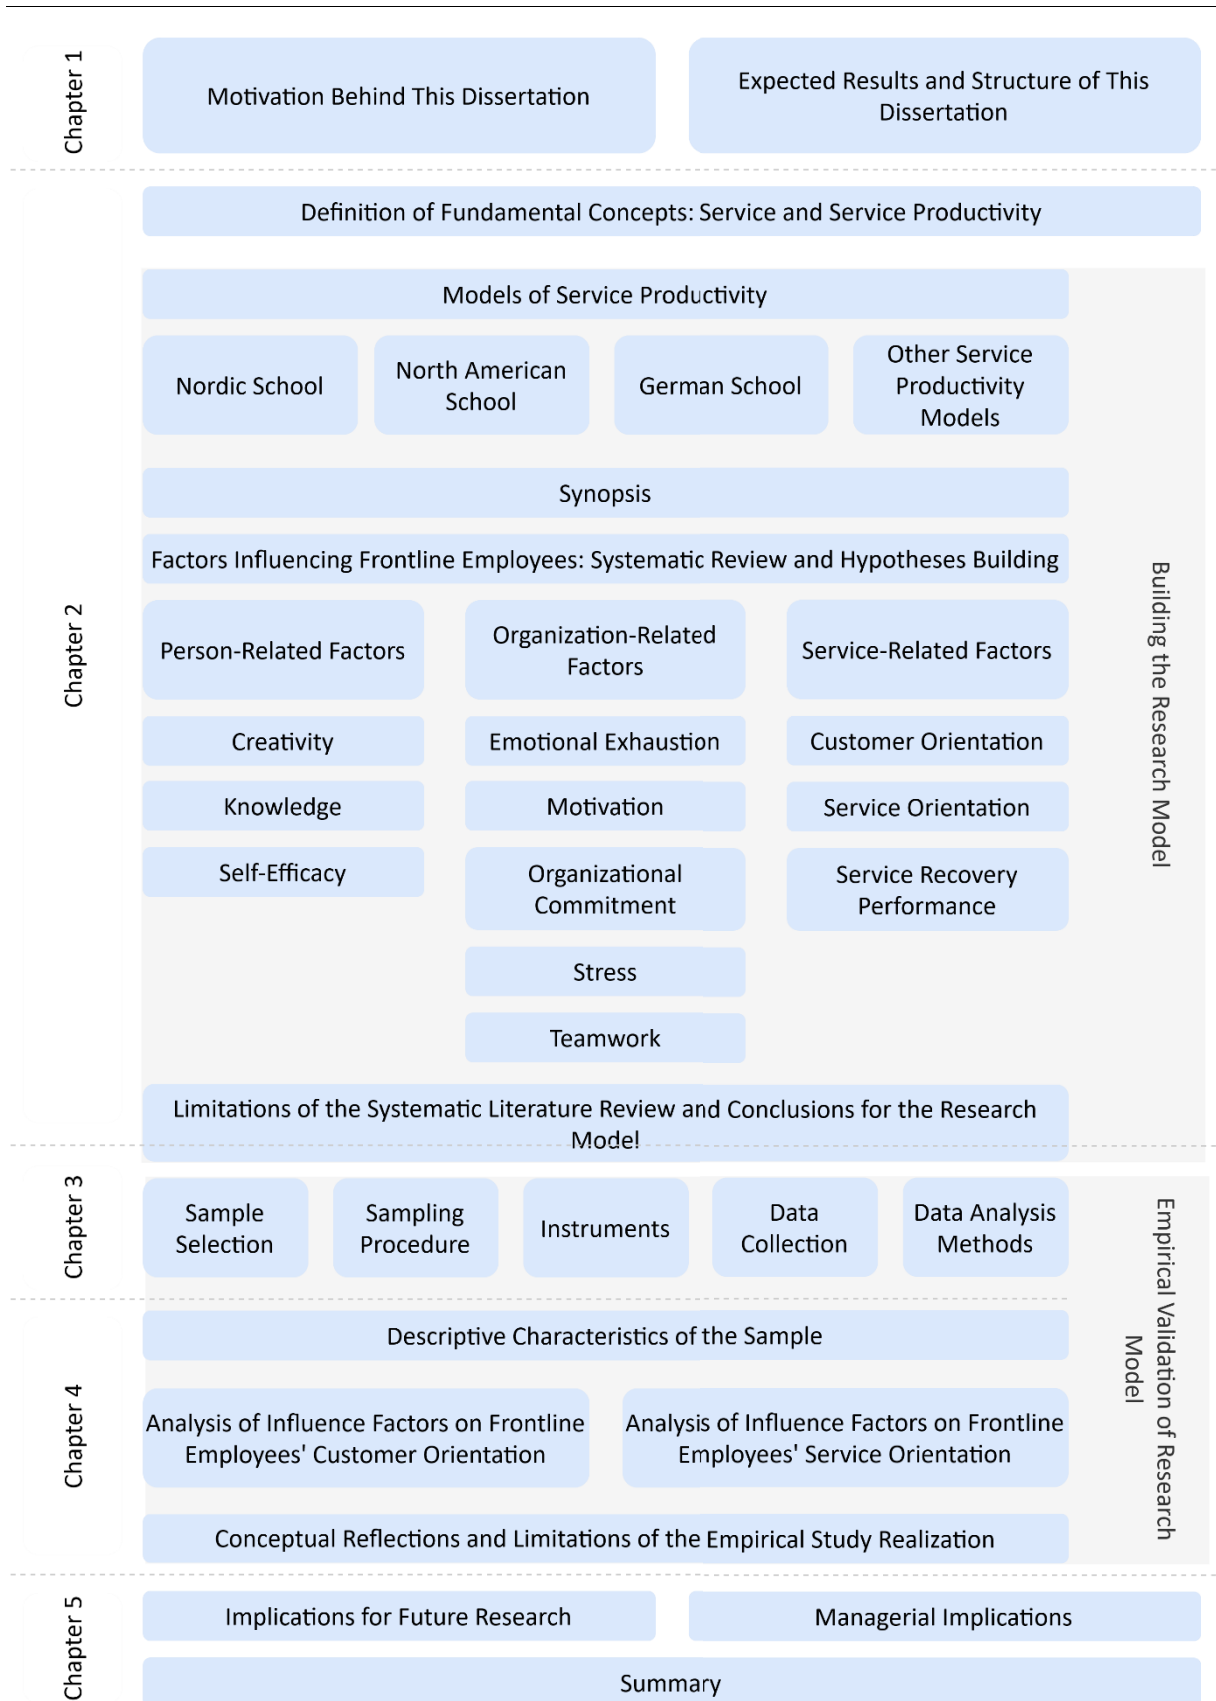 Chapter 1
Motivation Behind This Dissertation
Expected Results and Structure of This
Dissertation
Chapter 2
Definition of Fundamental Concepts: Service and Service Productivity
Building the Research Model
Models of Service Productivity
Nordic School
North American
School
German School
Other Service
Productivity
Models
Synopsis
Factors Influencing Frontline Employees: Systematic Review and Hypotheses Building
Person-Related Factors
Organization-Related
Factors
Service-Related Factors
Creativity
Emotional Exhaustion
Customer Orientation
Knowledge
Motivation
Service Orientation
Self-Efficacy
Organizational
Commitment
Service Recovery
Performance
Stress
Teamwork
Limitations of the Systematic Literature Review and Conclusions for the Research
Model
Chapter 3
Sample
Selection
Sampling
Procedure
Instruments
Data
Collection
Data Analysis
Methods
Empirical Validation of Research
Model
Chapter 4
Descriptive Characteristics of the Sample
Analysis of Influence Factors on Frontline
Employees' Customer Orientation
Analysis of Influence Factors on Frontline
Employees' Service Orientation
Conceptual Reflections and Limitations of the Empirical Study Realization
Chapter 5
Implications for Future Research
Managerial Implications
Summary